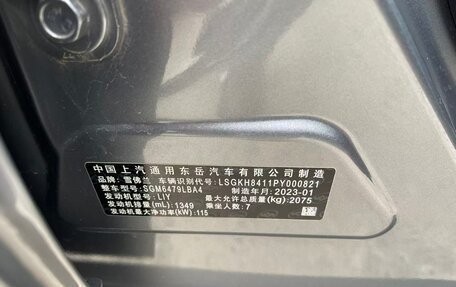 中国上汽通用东岳汽车有限公司制造
品牌：雪佛兰 车辆识别代号：LSGKH8411PY000821
整车型号：SGM6479LBA4 制造年月：2023-01
发动机型号：LIY 最大允许总质量(kg)：2075
发动机排量(mL)：1349 乘坐人数：7
发动机最大净功率(kW)：115